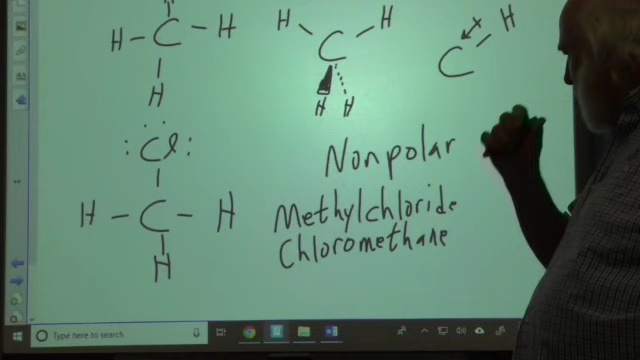 H - C - H
H
H H
C
H H
H
C
Nonpolar
: Cl :
H - C - H
H
Methylchloride
Chloromethane
Type here to search